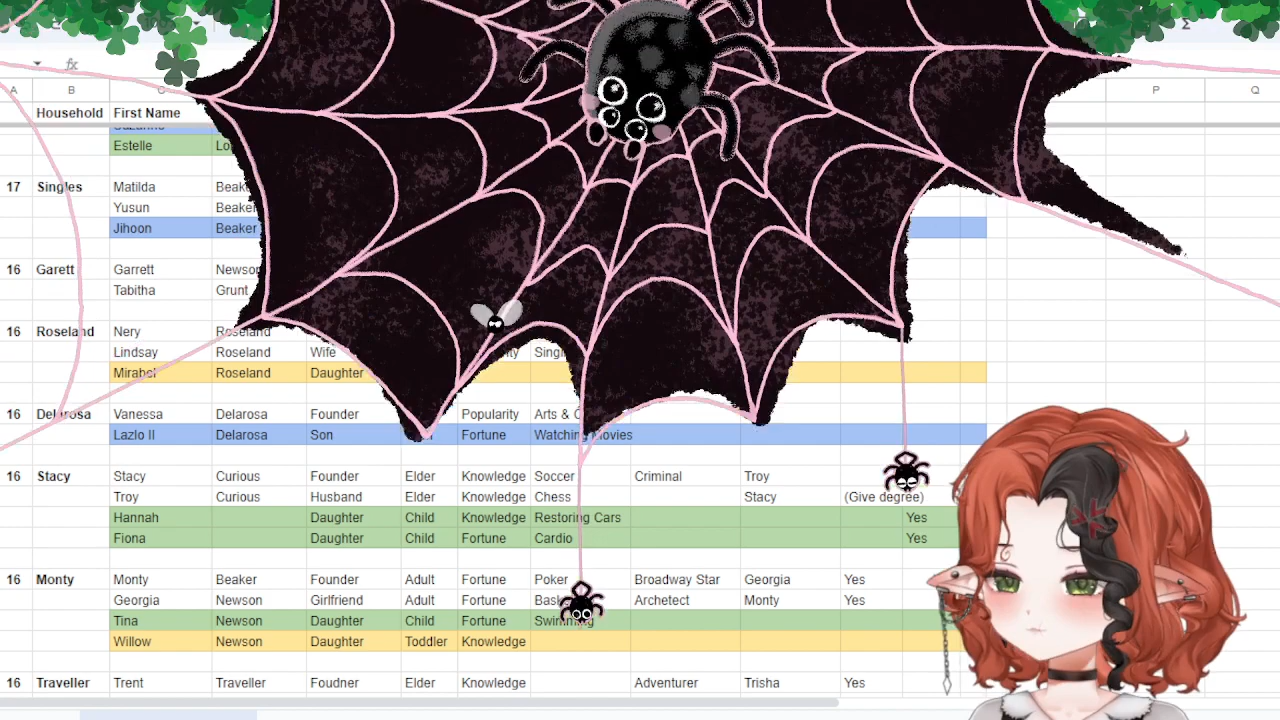 fx Σ
A B C P Q
Household First Name
Estelle
17 Singles Matilda
Yusun Beaker
Jihoon Beaker
16 Garett Garrett Newson
Tabitha Grunt
16 Roseland Nery Roseland
Lindsay Roseland Wife
Mirabel Roseland Daughter
16 Delarosa Vanessa Delarosa Founder Popularity Arts & C
Lazlo II Delarosa Son Fortune Watching Movies
16 Stacy Stacy Curious Founder Elder Knowledge Soccer Criminal Troy
Troy Curious Husband Elder Knowledge Chess Stacy (Give degree)
Hannah Daughter Child Knowledge Restoring Cars Yes
Fiona Daughter Child Fortune Cardio Yes
16 Monty Monty Beaker Founder Adult Fortune Poker Broadway Star Georgia Yes
Georgia Newson Girlfriend Adult Fortune Archetect Monty Yes
Tina Newson Daughter Child Fortune Swimming
Willow Newson Daughter Toddler Knowledge
16 Traveller Trent Traveller Foudner Elder Knowledge Adventurer Trisha Yes